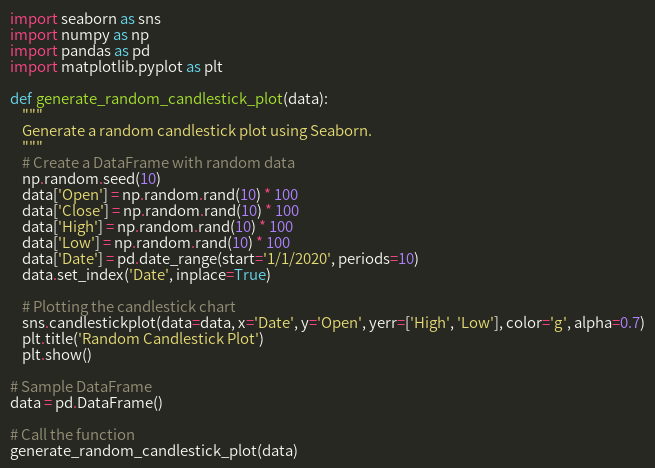 import seaborn as sns
import numpy as np
import pandas as pd
import matplotlib.pyplot as plt

def generate_random_candlestick_plot(data):
    """
    Generate a random candlestick plot using Seaborn.
    """
    # Create a DataFrame with random data
    np.random.seed(10)
    data['Open'] = np.random.rand(10) * 100
    data['Close'] = np.random.rand(10) * 100
    data['High'] = np.random.rand(10) * 100
    data['Low'] = np.random.rand(10) * 100
    data['Date'] = pd.date_range(start='1/1/2020', periods=10)
    data.set_index('Date', inplace=True)

    # Plotting the candlestick chart
    sns.candlestickplot(data=data, x='Date', y='Open', yerr=['High', 'Low'], color='g', alpha=0.7)
    plt.title('Random Candlestick Plot')
    plt.show()

# Sample DataFrame
data = pd.DataFrame()

# Call the function
generate_random_candlestick_plot(data)